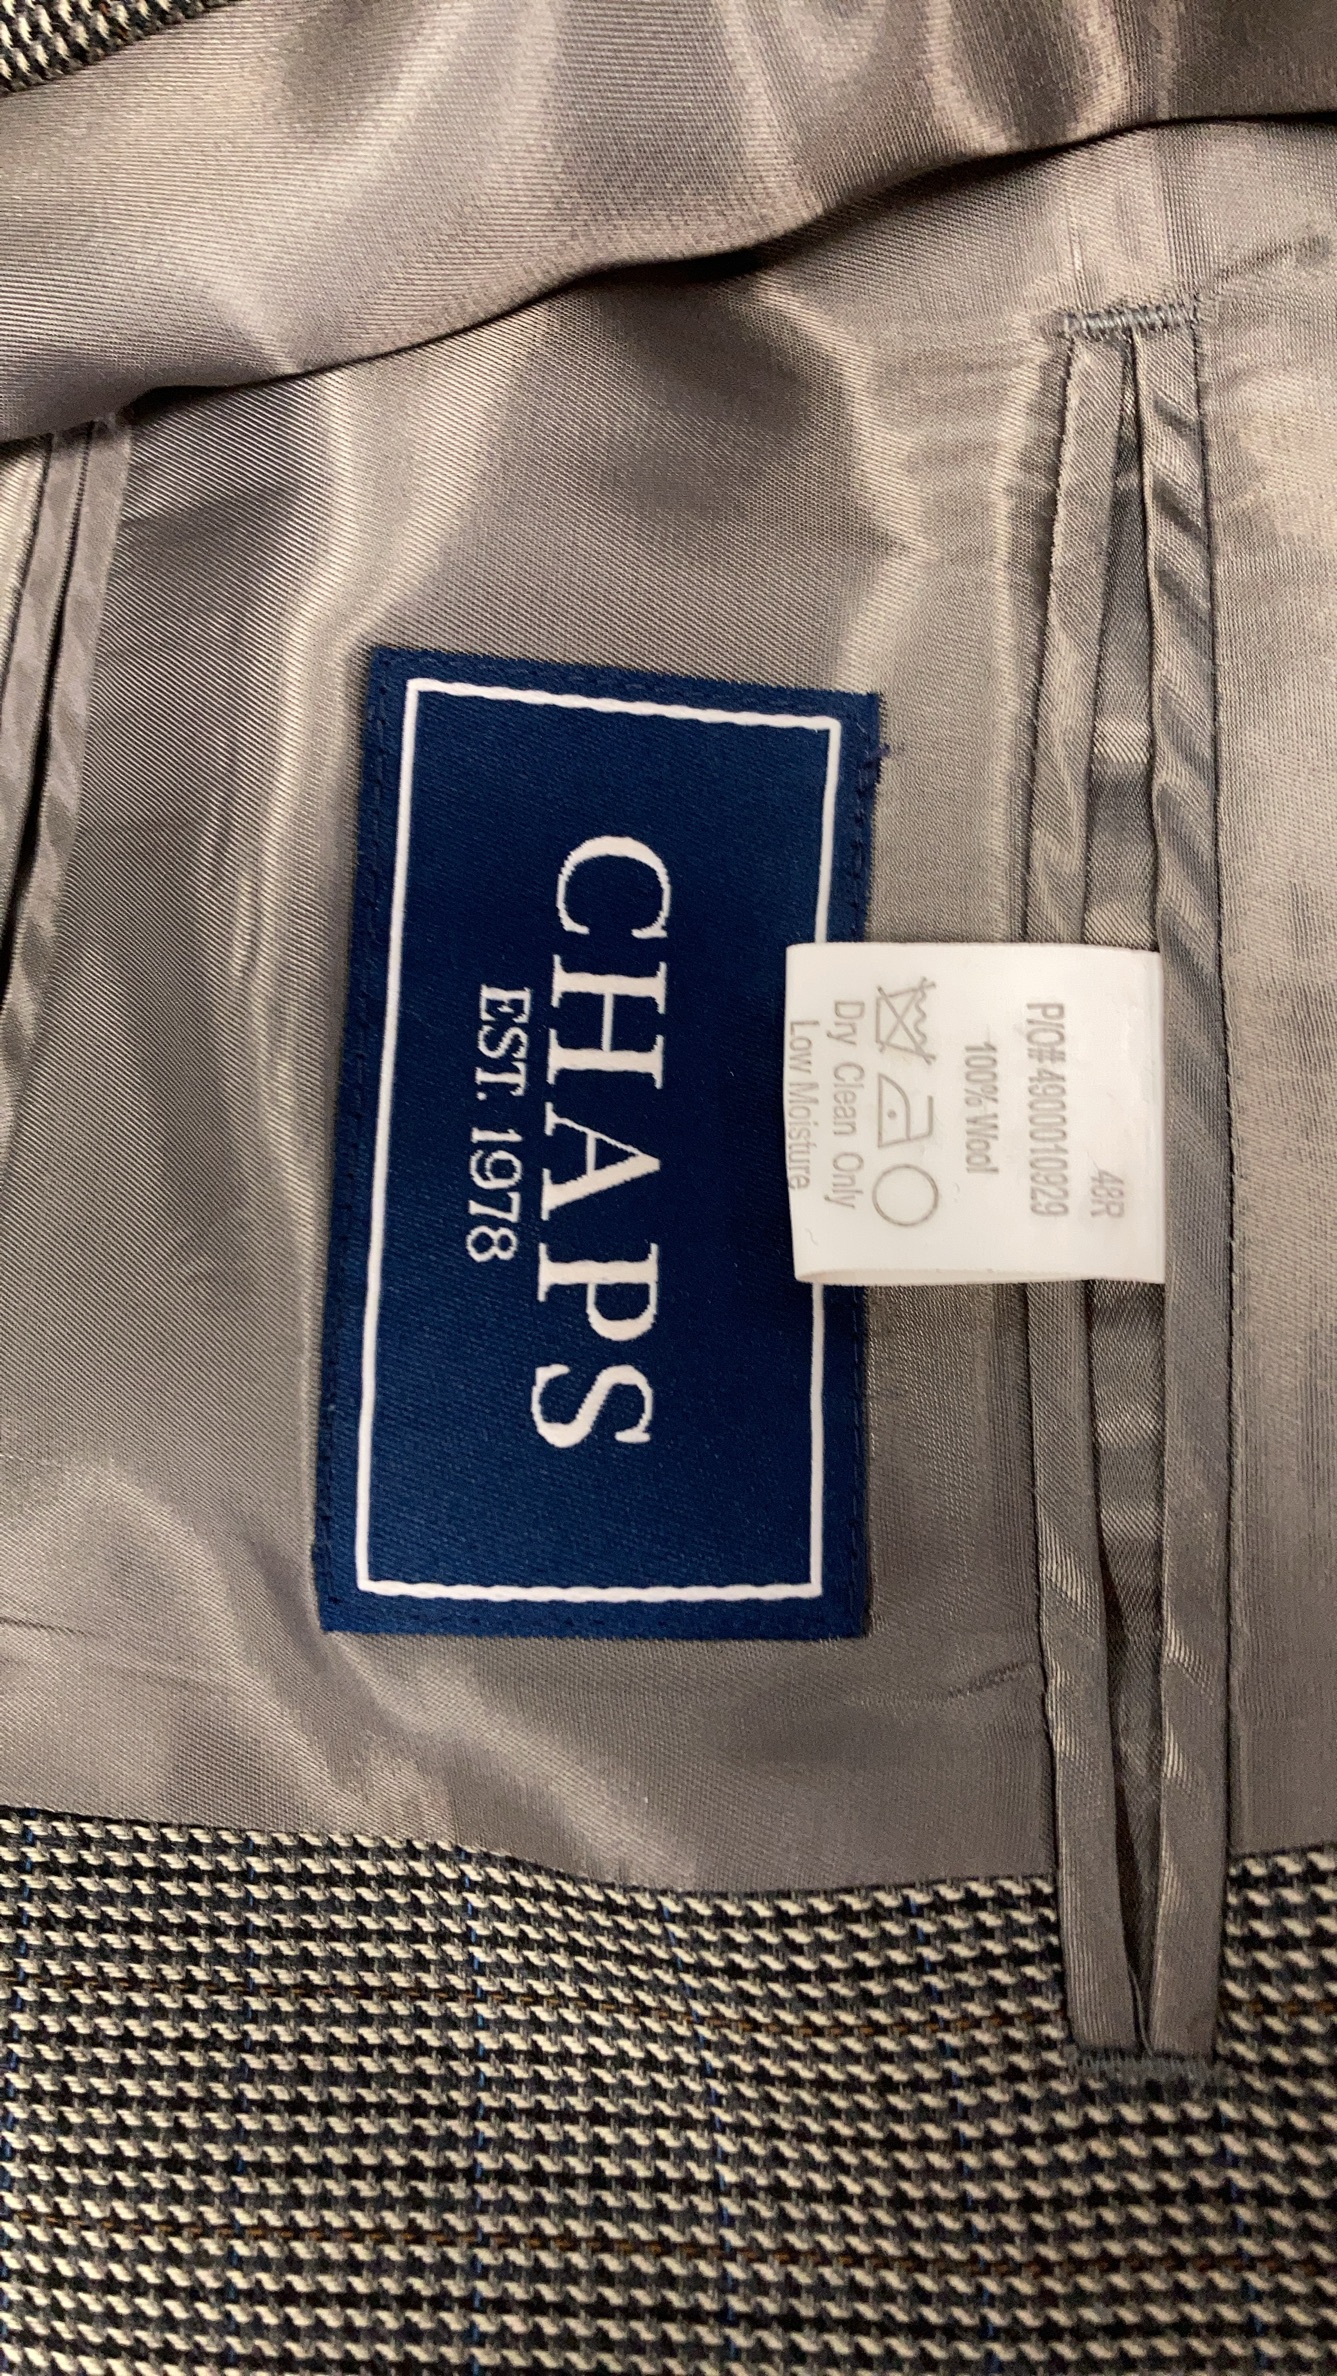 CHAPS
EST. 1978
48R
P/O# 4900010929
100% Wool
Dry Clean Only
Low Moisture